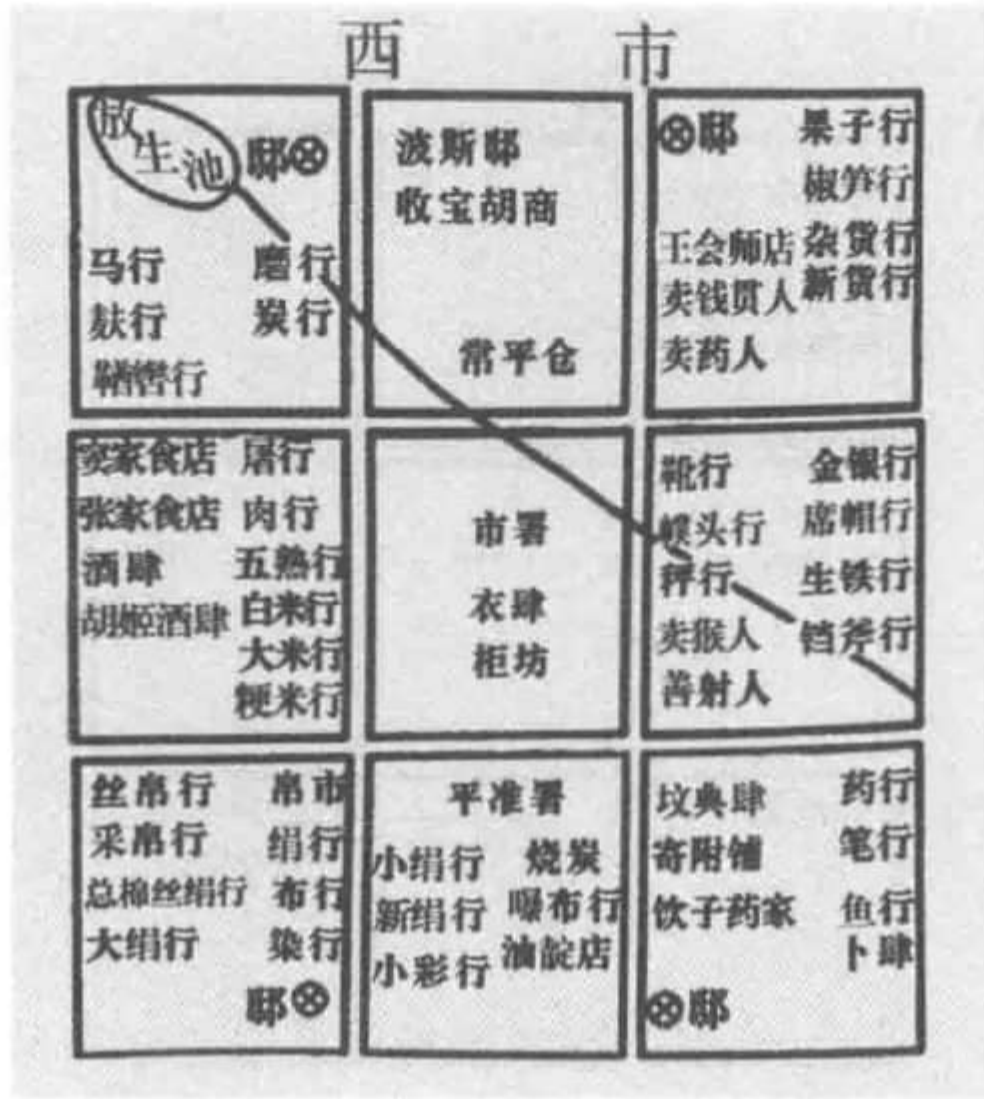 西 市
放生池
邸
马行 磨行
麸行 炭行
鞧辔行
波斯邸
收宝胡商
常平仓
邸 果子行
椒笋行
王会师店 杂货行
卖钱贯人 新货行
卖药人
窦家食店 屠行
张家食店 肉行
酒肆 五熟行
胡姬酒肆 白米行
大米行
粳米行
市署
衣肆
柜坊
靴行 金银行
幞头行 席帽行
秤行 生铁行
卖猴人 铛斧行
善射人
丝帛行 帛市
采帛行 绢行
总棉丝绢行 布行
大绢行 染行
邸
平准署
小绢行 烧炭
新绢行 曝布行
小彩行 油靛店
坟典肆 药行
寄附铺 笔行
饮子药家 鱼行
卜肆
邸